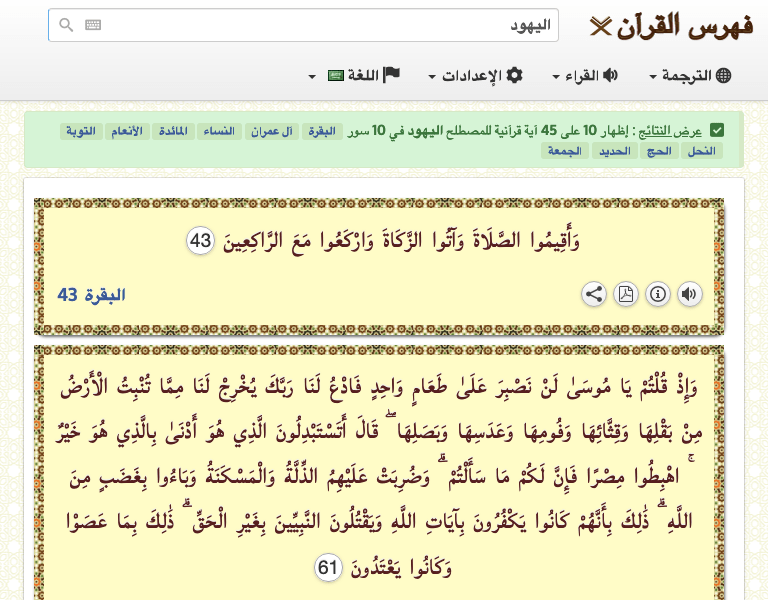 فهرس القرآن
اليهود
الترجمة القراء الإعدادات اللغة
عرض النتائج : إظهار 10 على 45 آية قرآنية للمصطلح اليهود في 10 سور البقرة آل عمران النساء المائدة الأنعام التوبة
النحل الحج الحديد الجمعة
وَأَقِيمُوا الصَّلَاةَ وَآتُوا الزَّكَاةَ وَارْكَعُوا مَعَ الرَّاكِعِينَ 43
البقرة 43
وَإِذْ قُلْتُمْ يَا مُوسَىٰ لَنْ نَصْبِرَ عَلَىٰ طَعَامٍ وَاحِدٍ فَادْعُ لَنَا رَبَّكَ يُخْرِجْ لَنَا مِمَّا تُنْبِتُ الْأَرْضُ
مِنْ بَقْلِهَا وَقِثَّائِهَا وَفُومِهَا وَعَدَسِهَا وَبَصَلِهَا ۖ قَالَ أَتَسْتَبْدِلُونَ الَّذِي هُوَ أَدْنَىٰ بِالَّذِي هُوَ خَيْرٌ
ۚ اهْبِطُوا مِصْرًا فَإِنَّ لَكُمْ مَا سَأَلْتُمْ ۗ وَضُرِبَتْ عَلَيْهِمُ الذِّلَّةُ وَالْمَسْكَنَةُ وَبَاءُوا بِغَضَبٍ مِنَ
اللَّهِ ۗ ذَٰلِكَ بِأَنَّهُمْ كَانُوا يَكْفُرُونَ بِآيَاتِ اللَّهِ وَيَقْتُلُونَ النَّبِيِّينَ بِغَيْرِ الْحَقِّ ۗ ذَٰلِكَ بِمَا عَصَوْا
وَكَانُوا يَعْتَدُونَ 61